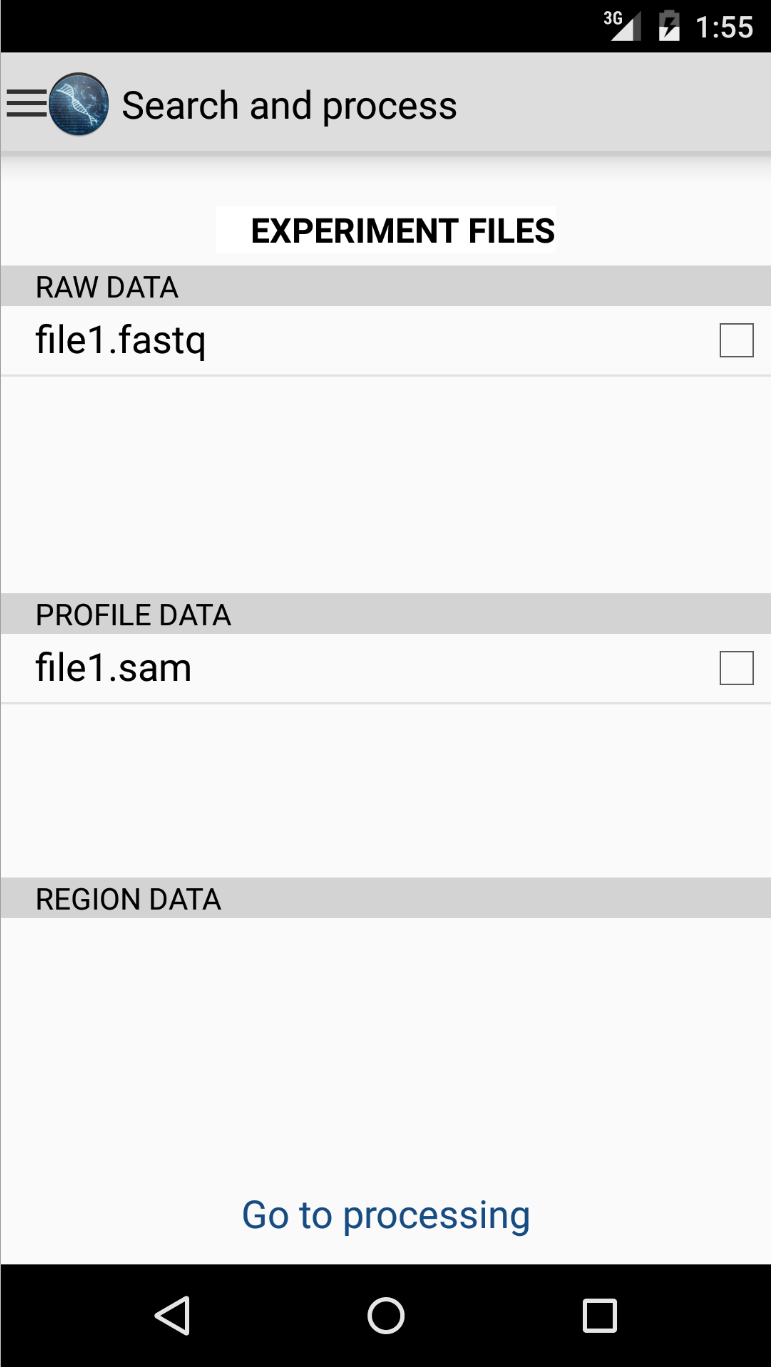 3G 1:55
Search and process
EXPERIMENT FILES
RAW DATA
file1.fastq
PROFILE DATA
file1.sam
REGION DATA
Go to processing